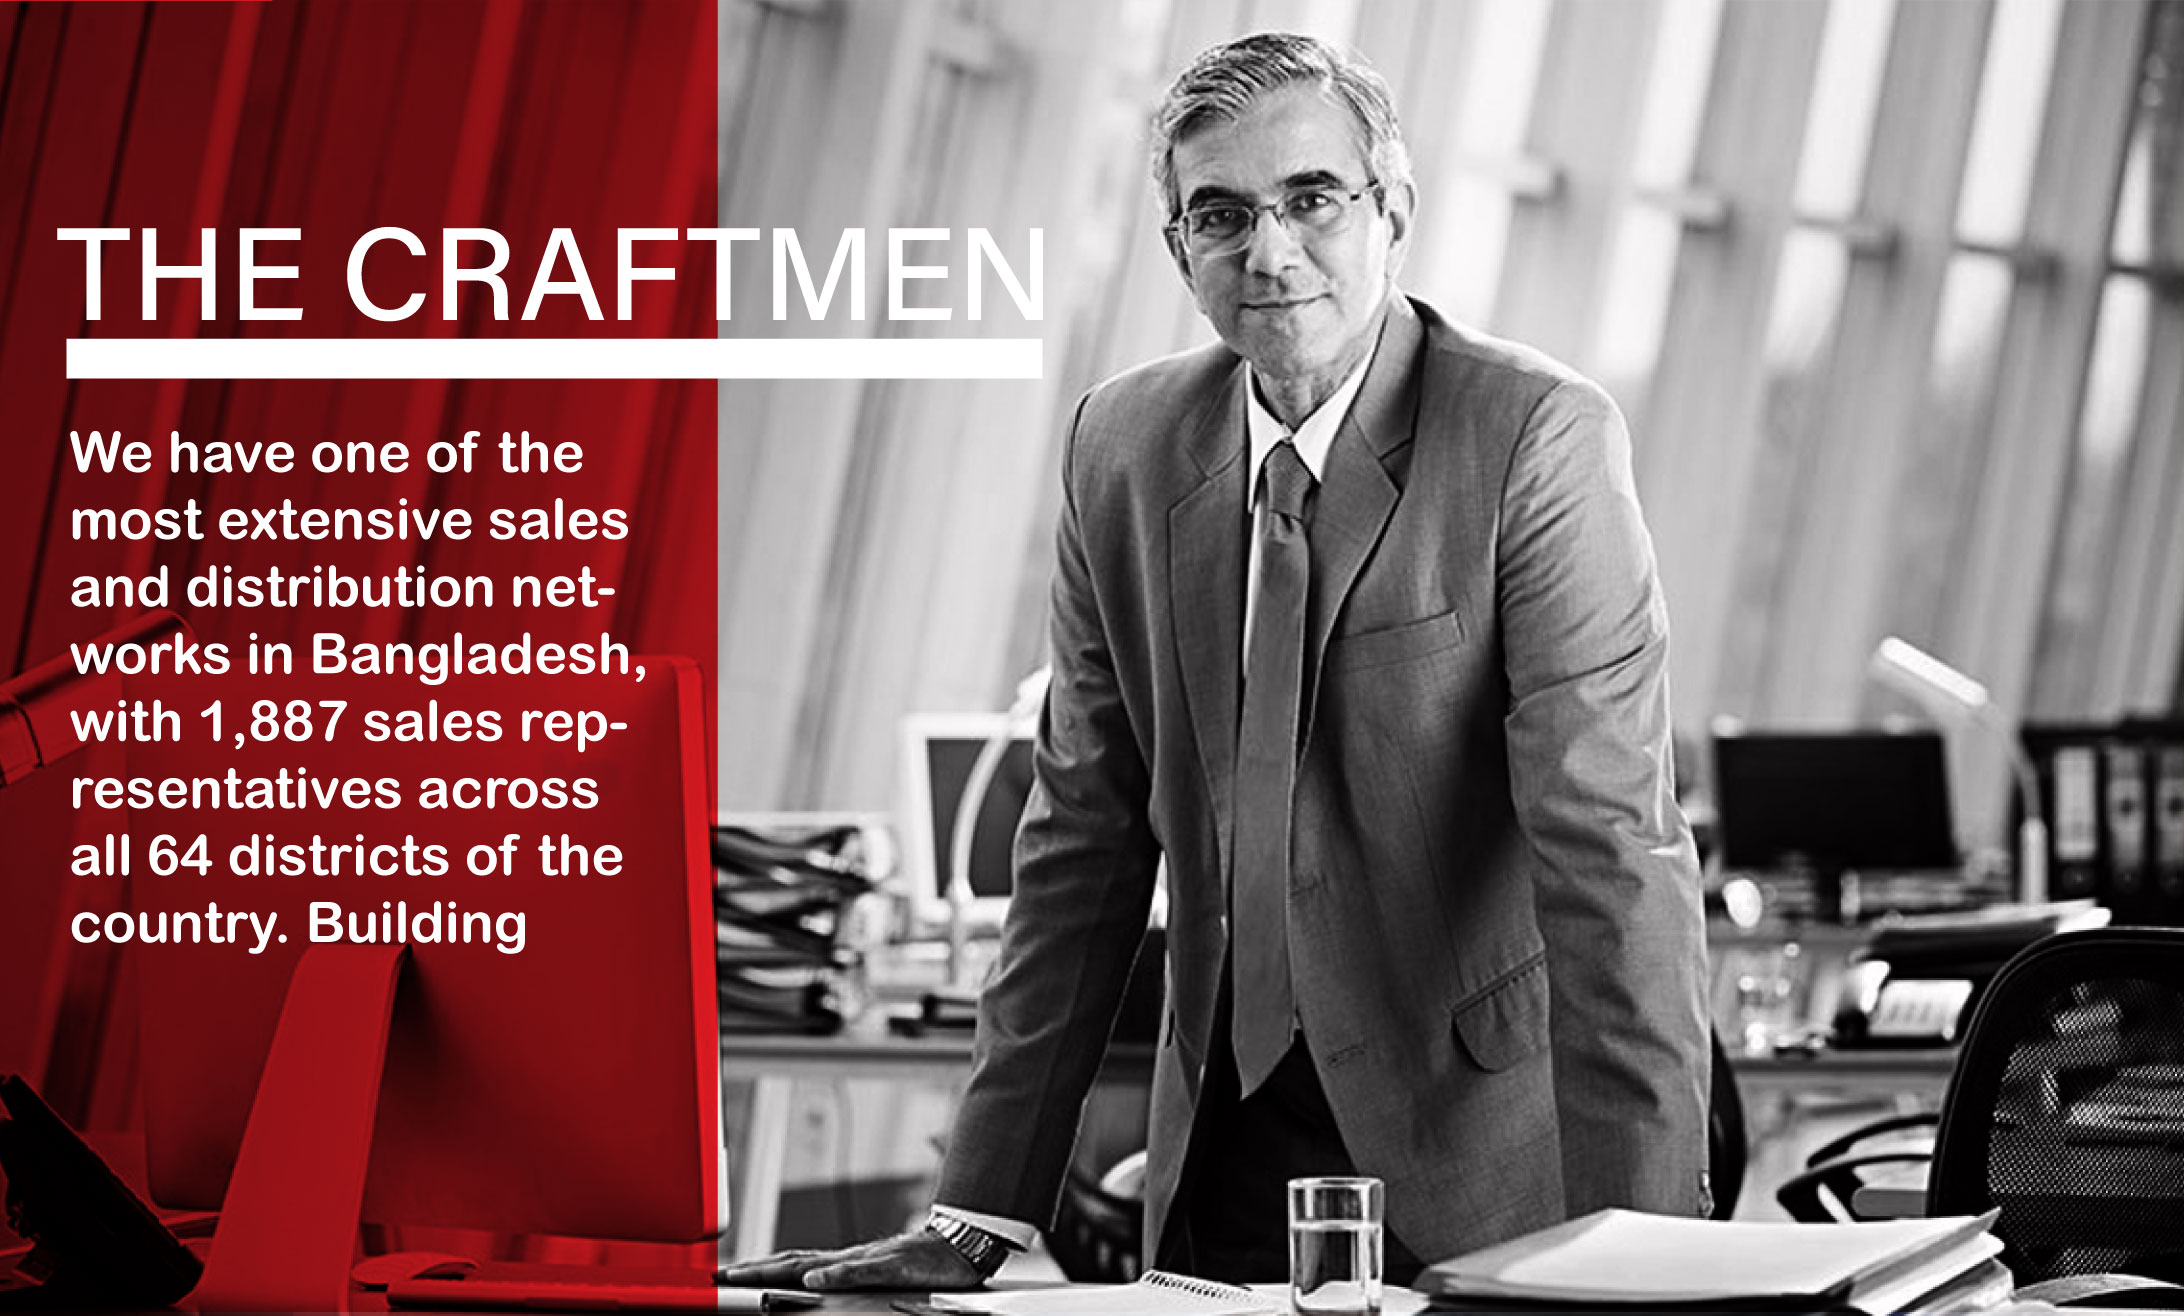 THE CRAFTMEN
We have one of the
most extensive sales
and distribution net-
works in Bangladesh,
with 1,887 sales rep-
resentatives across
all 64 districts of the
country. Building